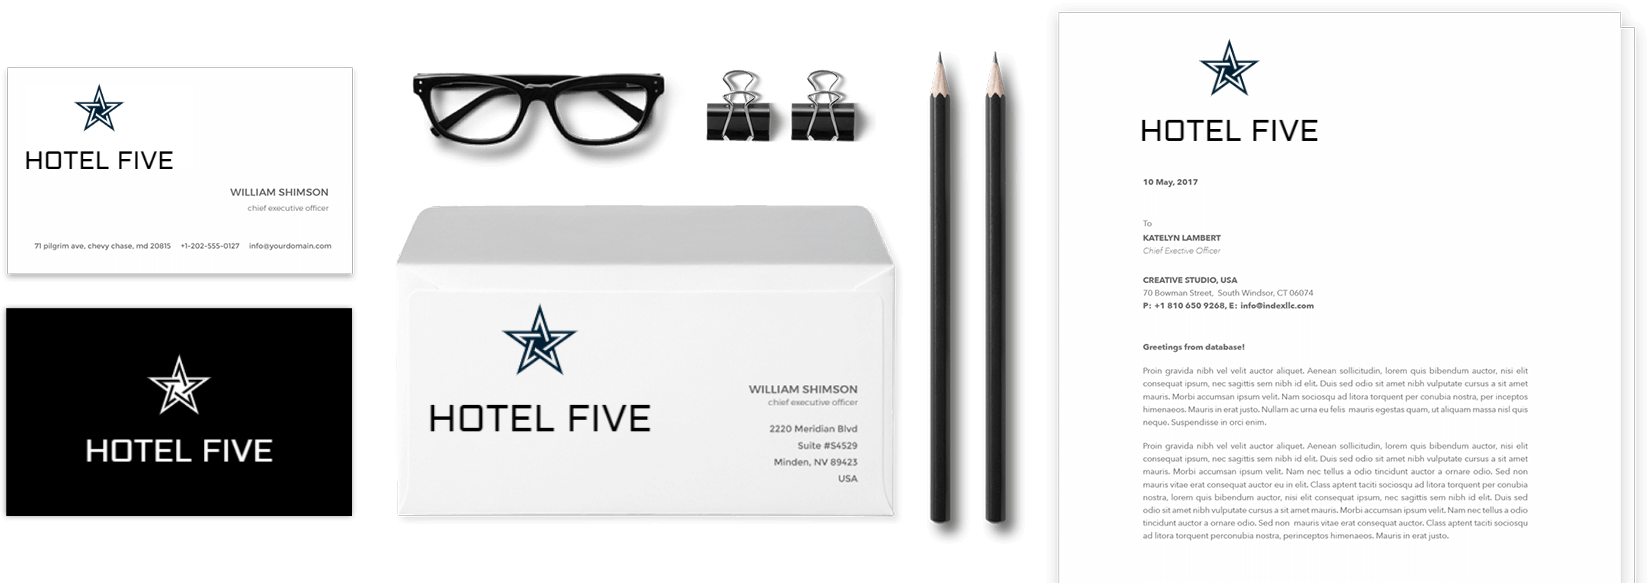 HOTEL FIVE
WILLIAM SHIMSON
chief executive officer
71 pilgrim ave, chevy chase, md 20815 +1-202-555-0127 info@yourdomain.com
HOTEL FIVE
HOTEL FIVE
WILLIAM SHIMSON
chief executive officer
2220 Meridian Blvd
Suite #S4529
Minden, NV 89423
USA
HOTEL FIVE
10 May, 2017
To
KATELYN LAMBERT
Chief Exective Officer
CREATIVE STUDIO, USA
70 Bowman Street, South Windsor, CT 06074
P: +1 810 650 9268, E: info@indexllc.com
Greetings from database!
Proin gravida nibh vel velit auctor aliquet. Aenean sollicitudin, lorem quis bibendum auctor, nisi elit
consequat ipsum, nec sagittis sem nibh id elit. Duis sed odio sit amet nibh vulputate cursus a sit amet
mauris. Morbi accumsan ipsum velit. Nam nec tellus a odio tincidunt per conubia nostra, per inceptos
himenaeos. Mauris in erat justo. Nullam ac urna eu felis mauris egestas quam, ut aliquam massa nisl quis
neque. Suspendisse in orci enim.
Proin gravida nibh vel velit auctor aliquet. Aenean sollicitudin, lorem quis bibendum auctor, nisi elit
consequat ipsum, nec sagittis sem nibh id elit. Duis sed odio sit amet nibh vulputate cursus a sit amet
mauris. Morbi accumsan ipsum velit. Nam nec tellus a odio tincidunt auctor a ornare odio. Sed non
mauris vitae erat consequat auctor eu in elit. Class aptent taciti sociosqu ad litora torquent per conubia
nostra, lorem quis bibendum auctor, nisi elit consequat ipsum, nec sagittis sem nibh id elit. Duis sed
odio sit amet nibh vulputate cursus a sit amet mauris. Morbi accumsan ipsum velit. Nam nec tellus a odio
tincidunt auctor a ornare odio. Sed non mauris vitae erat consequat auctor. Class aptent taciti sociosqu
ad litora torquent perconubia nostra, perinceptos himenaeos. Mauris in erat justo.